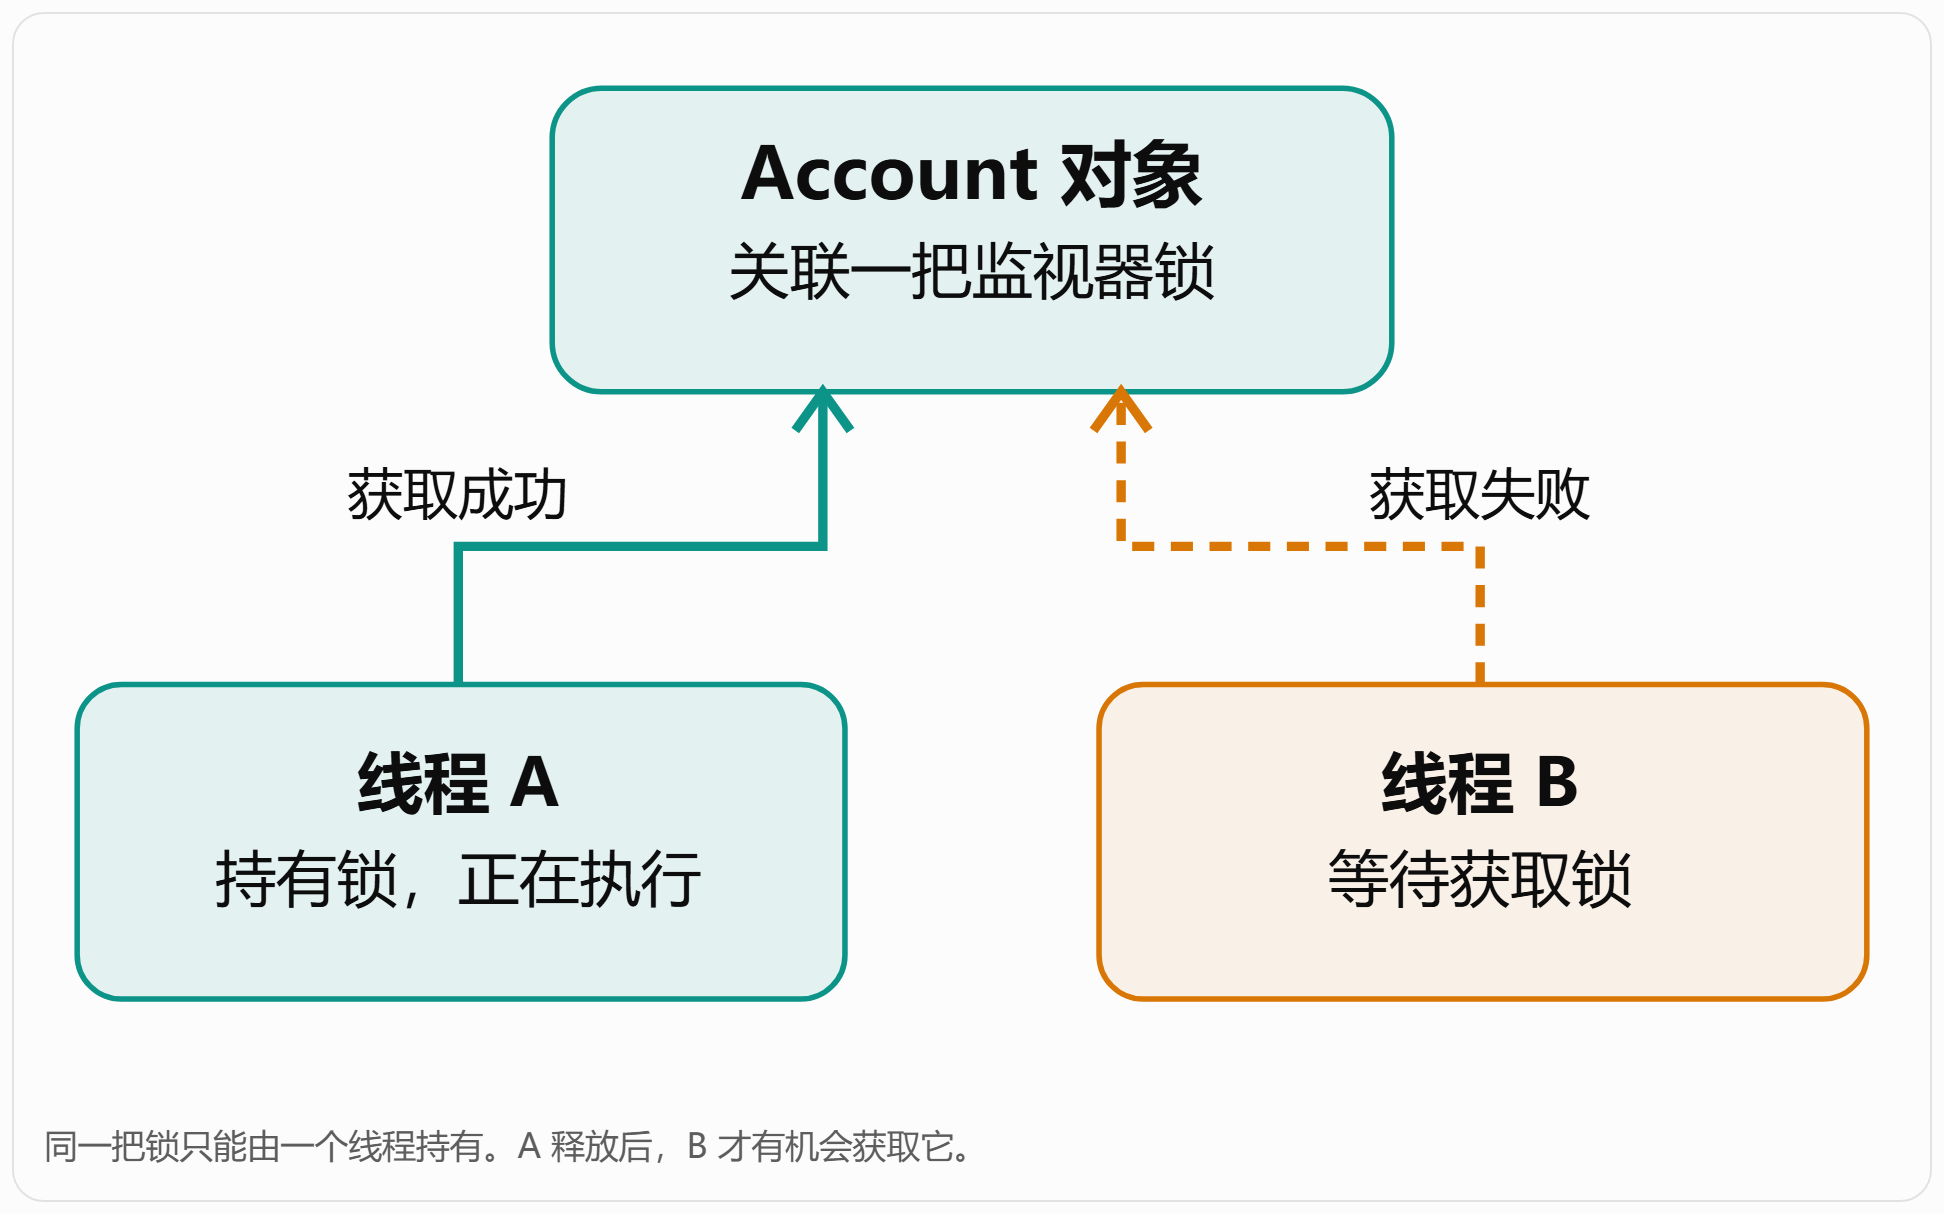 Account 对象
关联一把监视器锁
获取成功
获取失败
线程 A
持有锁，正在执行
线程 B
等待获取锁
同一把锁只能由一个线程持有。A 释放后，B 才有机会获取它。